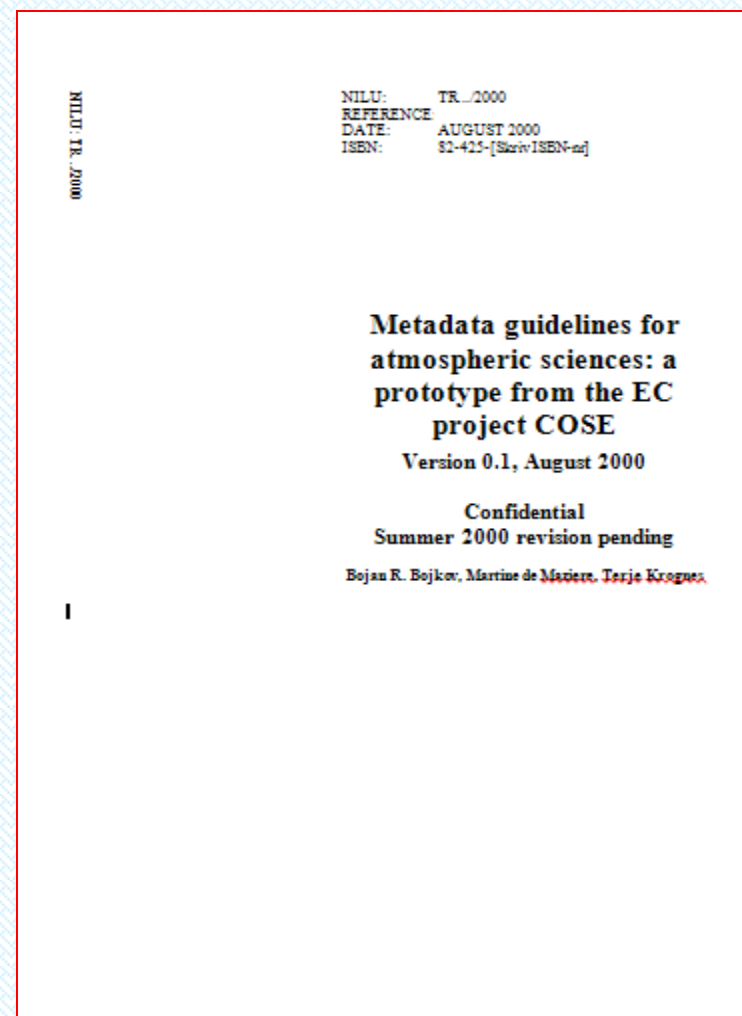 NILU: TR../2000
NILU: TR../2000
REFERENCE:
DATE: AUGUST 2000
ISBN: 82-425-[Skriv ISBN-nr]
Metadata guidelines for
atmospheric sciences: a
prototype from the EC
project COSE
Version 0.1, August 2000
Confidential
Summer 2000 revision pending
Bojan R. Bojkov, Martine de Maziere, Terje Krognes